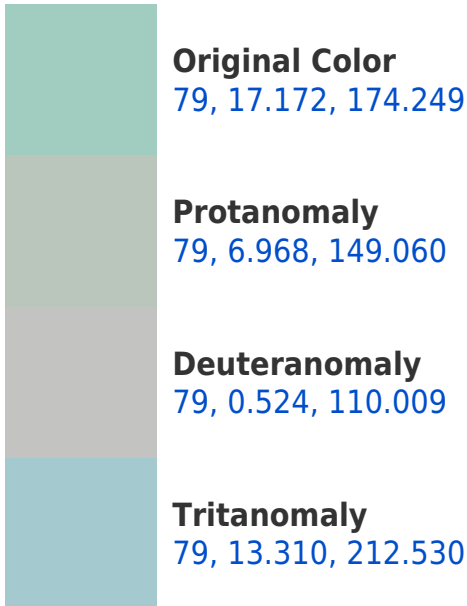 Original Color
79, 17.172, 174.249
Protanomaly
79, 6.968, 149.060
Deuteranomaly
79, 0.524, 110.009
Tritanomaly
79, 13.310, 212.530